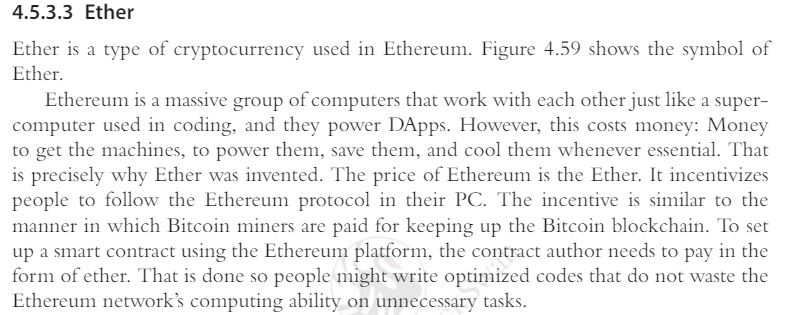 4.5.3.3 Ether
Ether is a type of cryptocurrency used in Ethereum. Figure 4.59 shows the symbol of
Ether.
Ethereum is a massive group of computers that work with each other just like a super-
computer used in coding, and they power DApps. However, this costs money: Money
to get the machines, to power them, save them, and cool them whenever essential. That
is precisely why Ether was invented. The price of Ethereum is the Ether. It incentivizes
people to follow the Ethereum protocol in their PC. The incentive is similar to the
manner in which Bitcoin miners are paid for keeping up the Bitcoin blockchain. To set
up a smart contract using the Ethereum platform, the contract author needs to pay in the
form of ether. That is done so people might write optimized codes that do not waste the
Ethereum network's computing ability on unnecessary tasks.